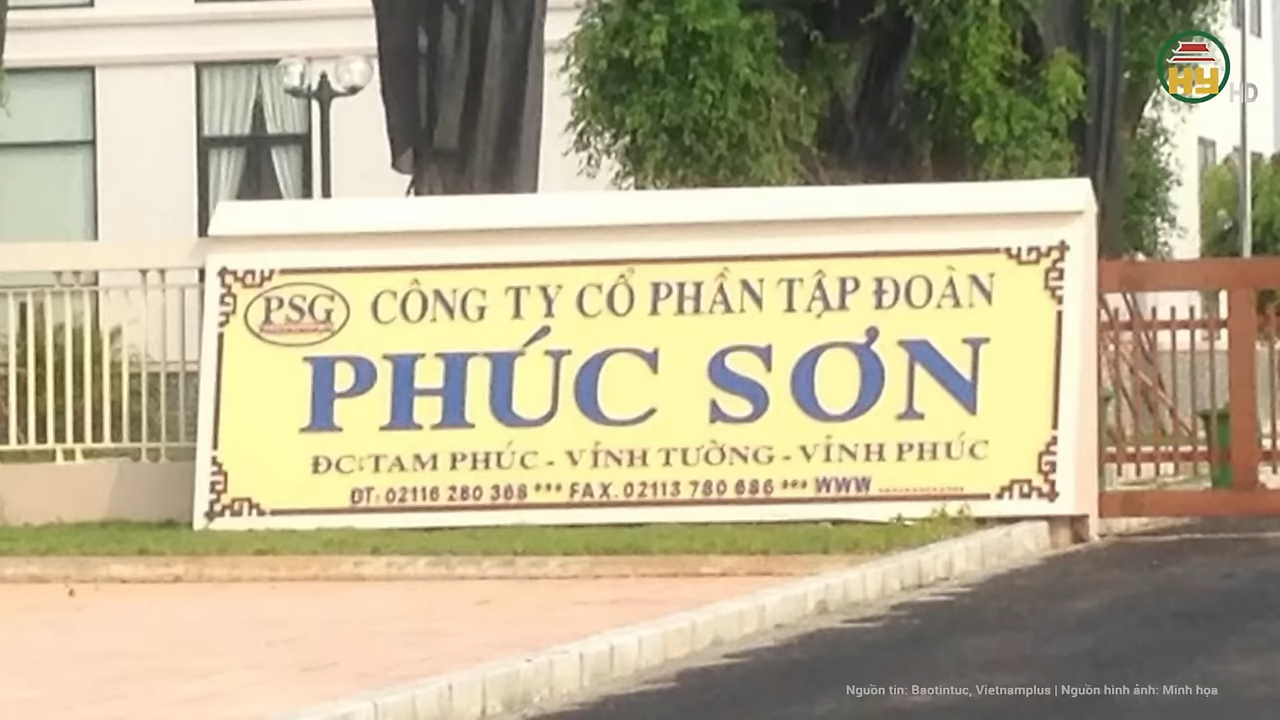 HY HD
PSG
CÔNG TY CỔ PHẦN TẬP ĐOÀN
PHÚC SƠN
ĐC: TAM PHÚC - VĨNH TƯỜNG - VĨNH PHÚC
ĐT: 02116 280 368 *** FAX. 02113 780 686 *** WWW ..............
Nguồn tin: Baotintuc, Vietnamplus | Nguồn hình ảnh: Minh họa